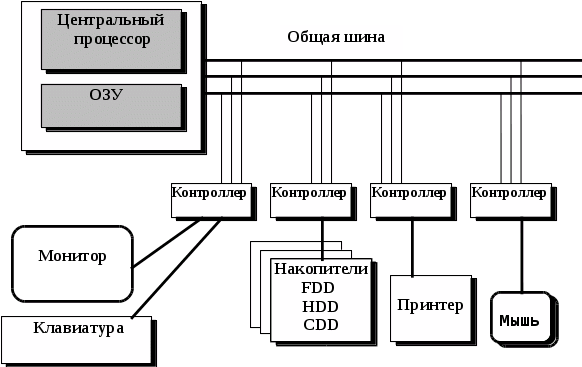 Центральный
процессор
Общая шина
ОЗУ
Контроллер
Контроллер
Контроллер
Контроллер
Монитор
Накопители
FDD
HDD
CDD
Принтер
Мышь
Клавиатура